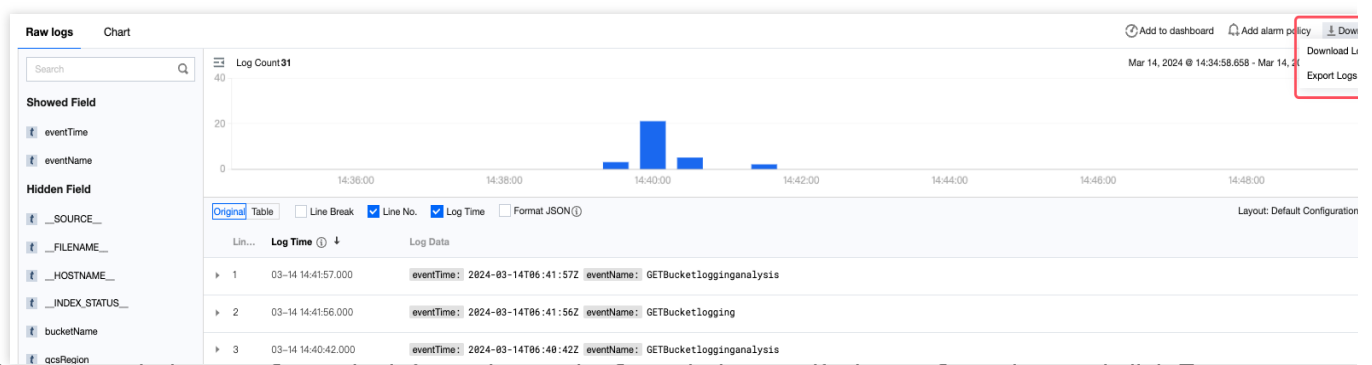 Raw logs Chart Add to dashboard Add alarm policy
Download
Search Log Count 31 Mar 14, 2024 @ 14:34:58.658 - Mar 14,
Export Logs
40
Showed Field
20
eventTime
eventName
0
14:36:00 14:38:00 14:40:00 14:42:00 14:44:00 14:46:00 14:48:00
Hidden Field
Original Table Line Break Line No. Log Time Format JSON Layout: Default Configuration
__SOURCE__
Lin... Log Time Log Data
__FILENAME__
__HOSTNAME__
1 03-14 14:41:57.000 eventTime: 2024-03-14T06:41:57Z eventName: GETBucketlogginganalysis
__INDEX_STATUS__
2 03-14 14:41:56.000 eventTime: 2024-03-14T06:41:56Z eventName: GETBucketlogging
bucketName
3 03-14 14:40:42.000 eventTime: 2024-03-14T06:40:42Z eventName: GETBucketlogginganalysis
qcsRegion